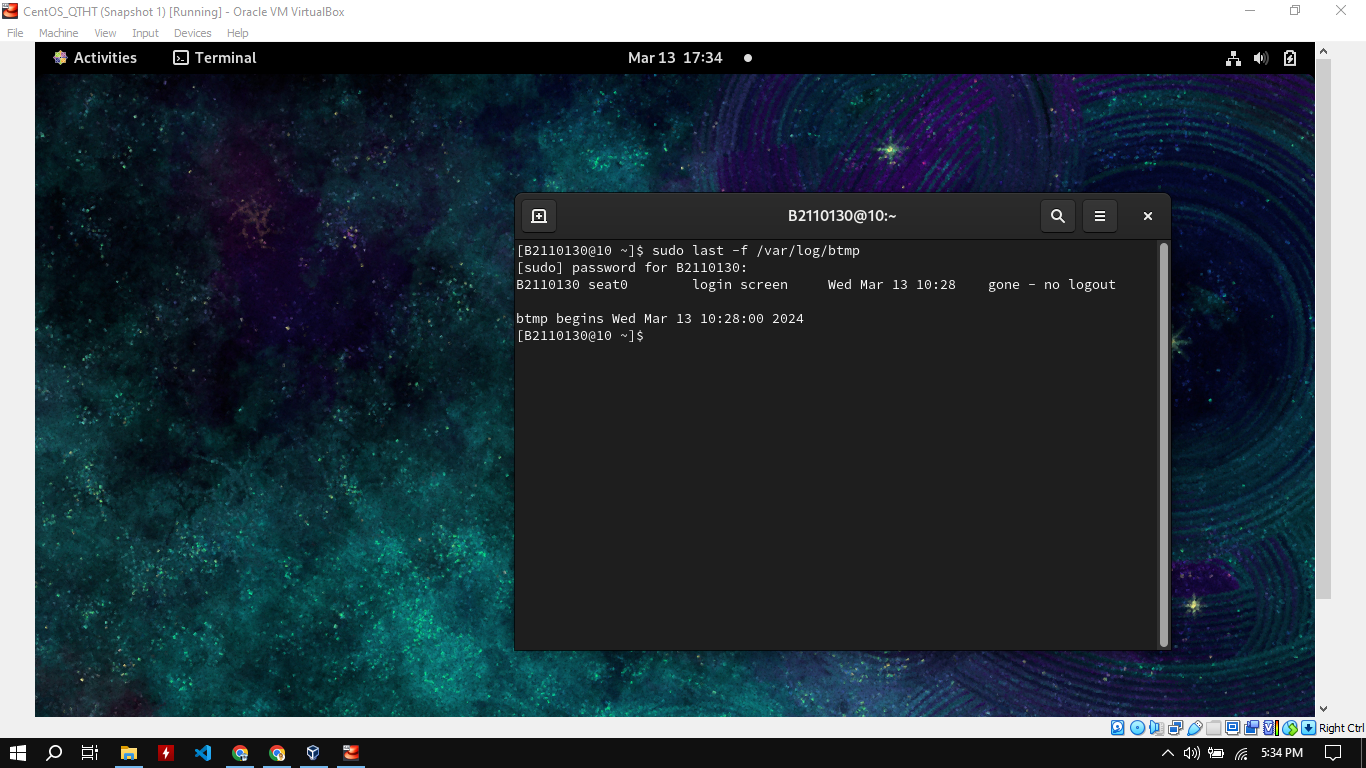 CentOS_QTHT (Snapshot 1) [Running] - Oracle VM VirtualBox
File Machine View Input Devices Help
Activities Terminal Mar 13 17:34
B2110130@10:~
[B2110130@10 ~]$ sudo last -f /var/log/btmp
[sudo] password for B2110130:
B2110130 seat0        login screen     Wed Mar 13 10:28    gone - no logout
btmp begins Wed Mar 13 10:28:00 2024
[B2110130@10 ~]$
Right Ctrl
5:34 PM